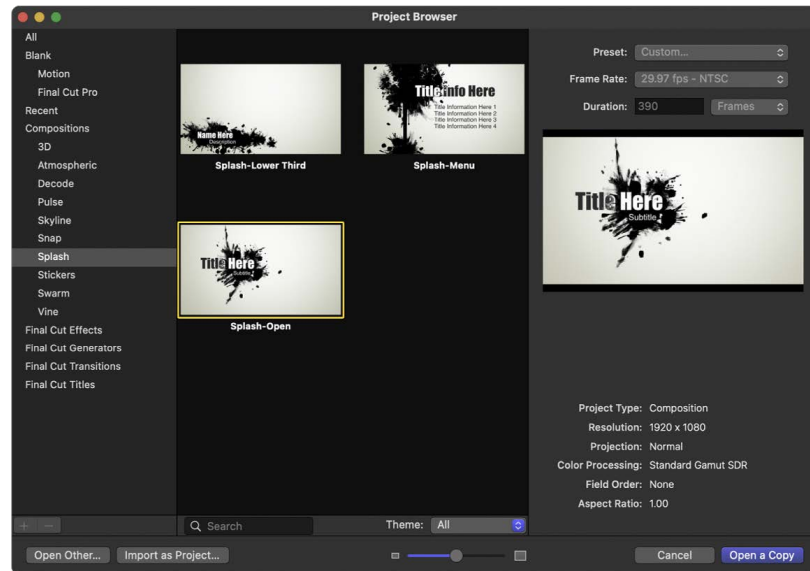 Project Browser
All
Blank
Motion
Final Cut Pro
Recent
Compositions
3D
Atmospheric
Decode
Pulse
Skyline
Snap
Splash
Stickers
Swarm
Vine
Final Cut Effects
Final Cut Generators
Final Cut Transitions
Final Cut Titles
Name Here
Description
Splash-Lower Third
Title Info Here
Title Information Here 1
Title Information Here 2
Title Information Here 3
Title Information Here 4
Splash-Menu
Title Here
Subtitle
Splash-Open
Search
Theme: All
Preset: Custom...
Frame Rate: 29.97 fps - NTSC
Duration: 390 Frames
Title Here
Subtitle
Project Type: Composition
Resolution: 1920 x 1080
Projection: Normal
Color Processing: Standard Gamut SDR
Field Order: None
Aspect Ratio: 1.00
Open Other... Import as Project... Cancel Open a Copy